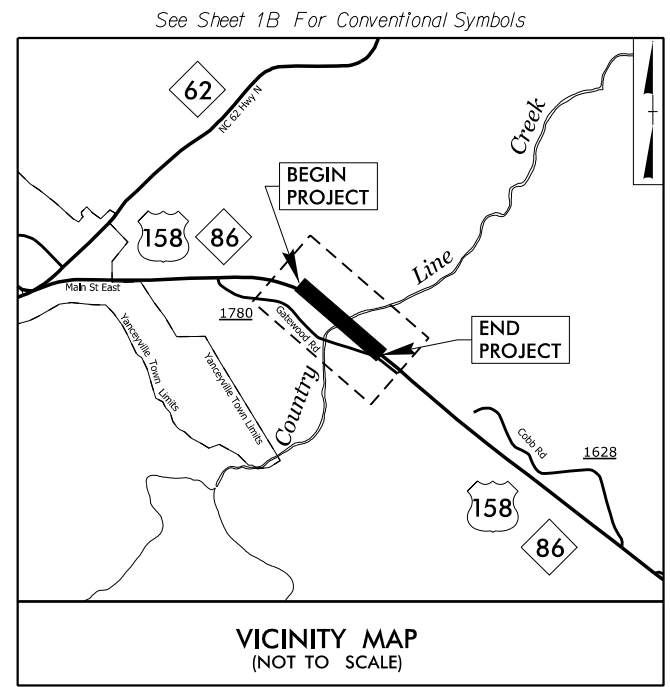 See Sheet 1B For Conventional Symbols
62
NC 62 Hwy N
Creek
BEGIN
PROJECT
158
86
Line
Main St East
1780
Gatewood Rd
END
PROJECT
Yanceyville Town Limits
Yanceyville Town Limits
Country
Cobb Rd
1628
158
86
VICINITY MAP
(NOT TO SCALE)